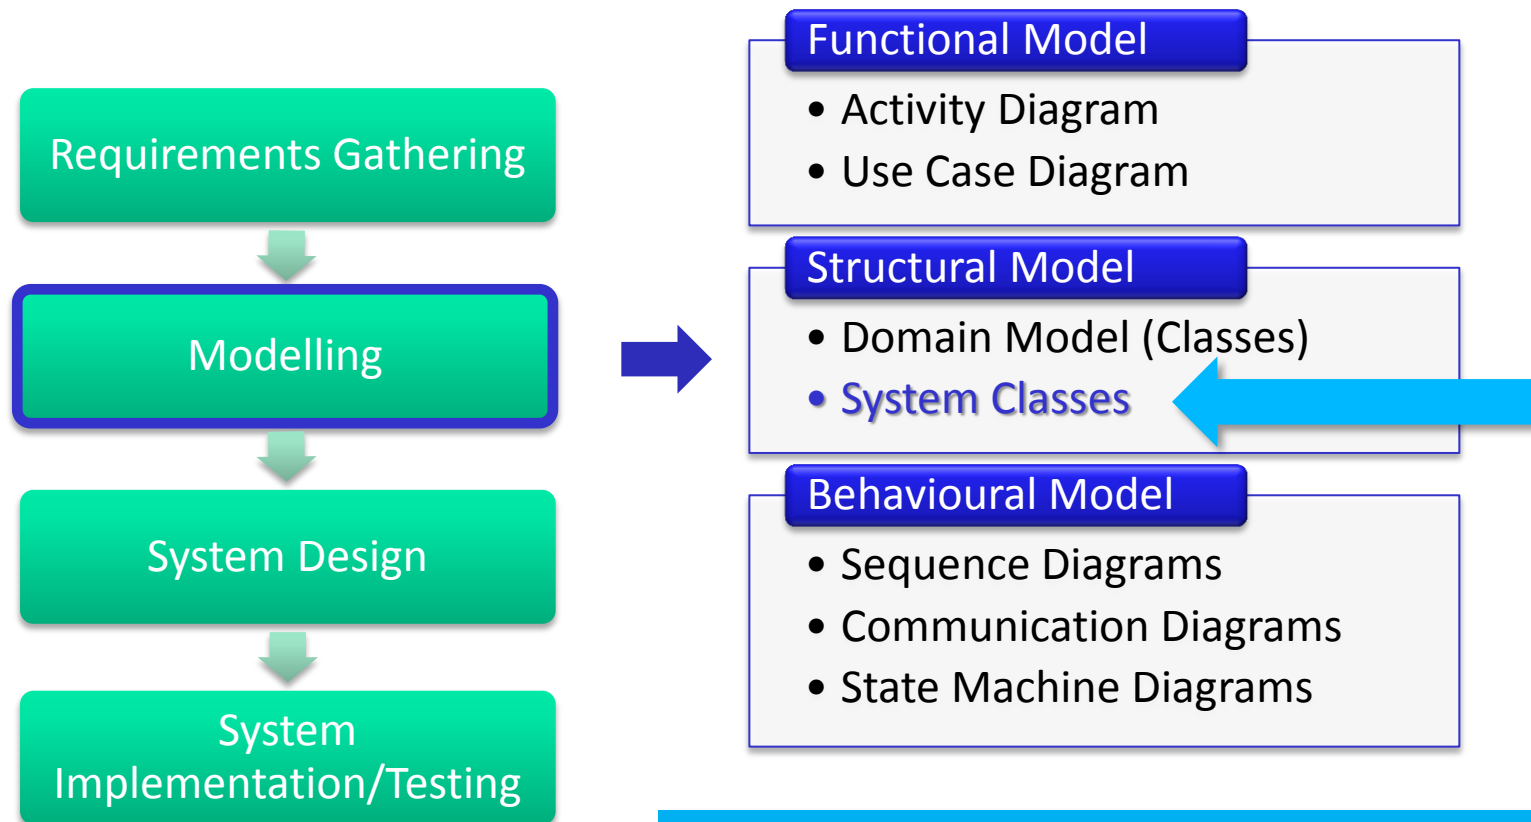 Requirements Gathering
Modelling
System Design
System
Implementation/Testing
Functional Model
• Activity Diagram
• Use Case Diagram
Structural Model
• Domain Model (Classes)
• System Classes
Behavioural Model
• Sequence Diagrams
• Communication Diagrams
• State Machine Diagrams